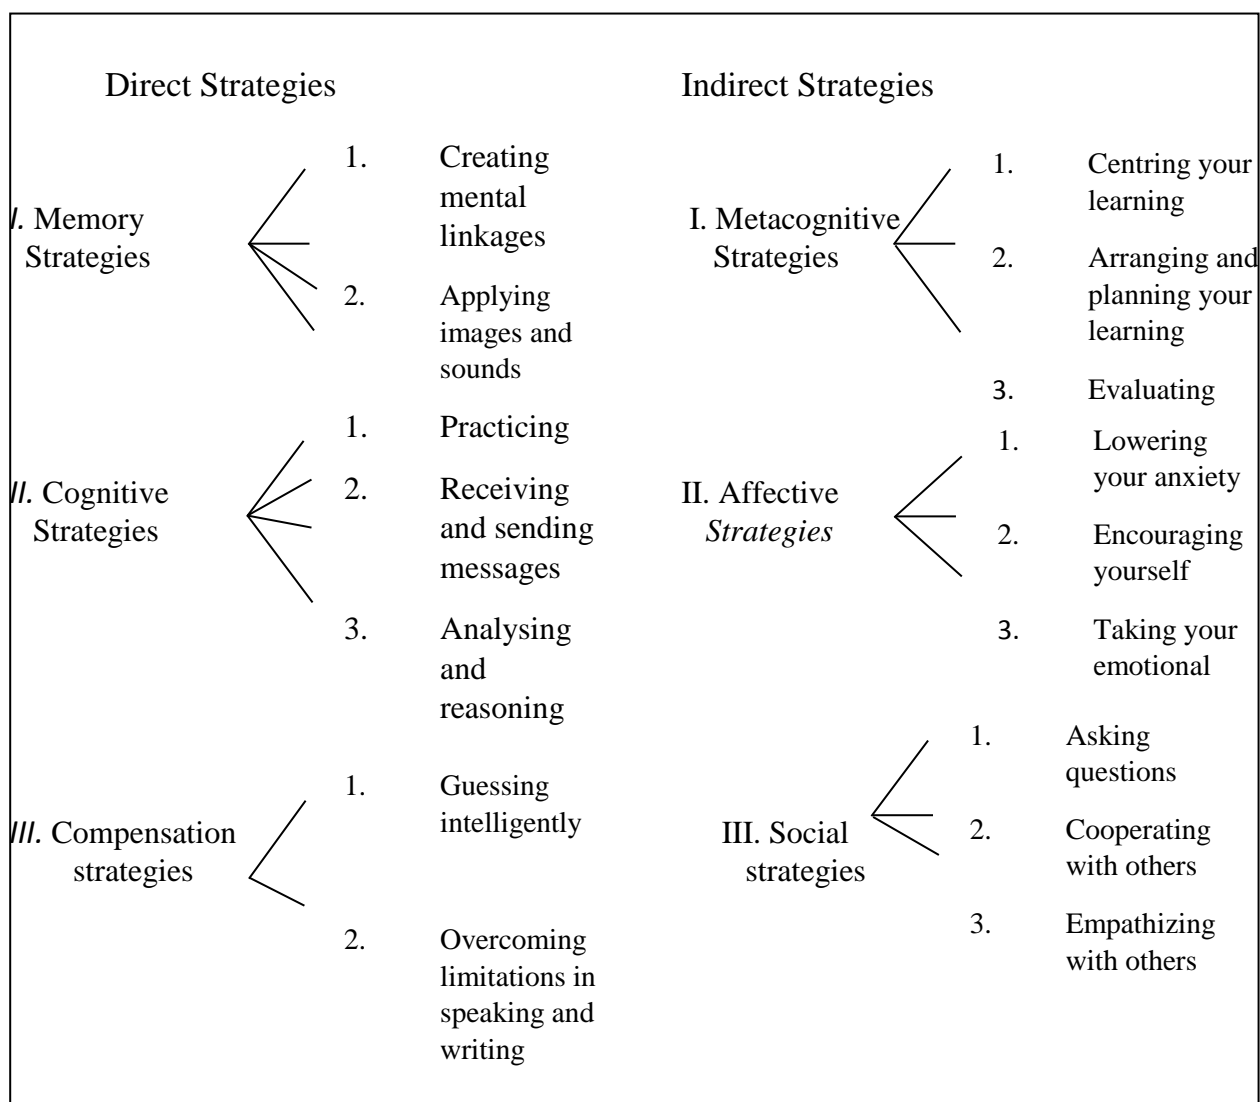 Direct Strategies
I. Memory
Strategies
1. Creating
mental
linkages
2. Applying
images and
sounds
II. Cognitive
Strategies
1. Practicing
2. Receiving
and sending
messages
3. Analysing
and
reasoning
III. Compensation
strategies
1. Guessing
intelligently
2. Overcoming
limitations in
speaking and
writing
Indirect Strategies
I. Metacognitive
Strategies
1. Centring your
learning
2. Arranging and
planning your
learning
3. Evaluating
II. Affective
Strategies
1. Lowering
your anxiety
2. Encouraging
yourself
3. Taking your
emotional
III. Social
strategies
1. Asking
questions
2. Cooperating
with others
3. Empathizing
with others